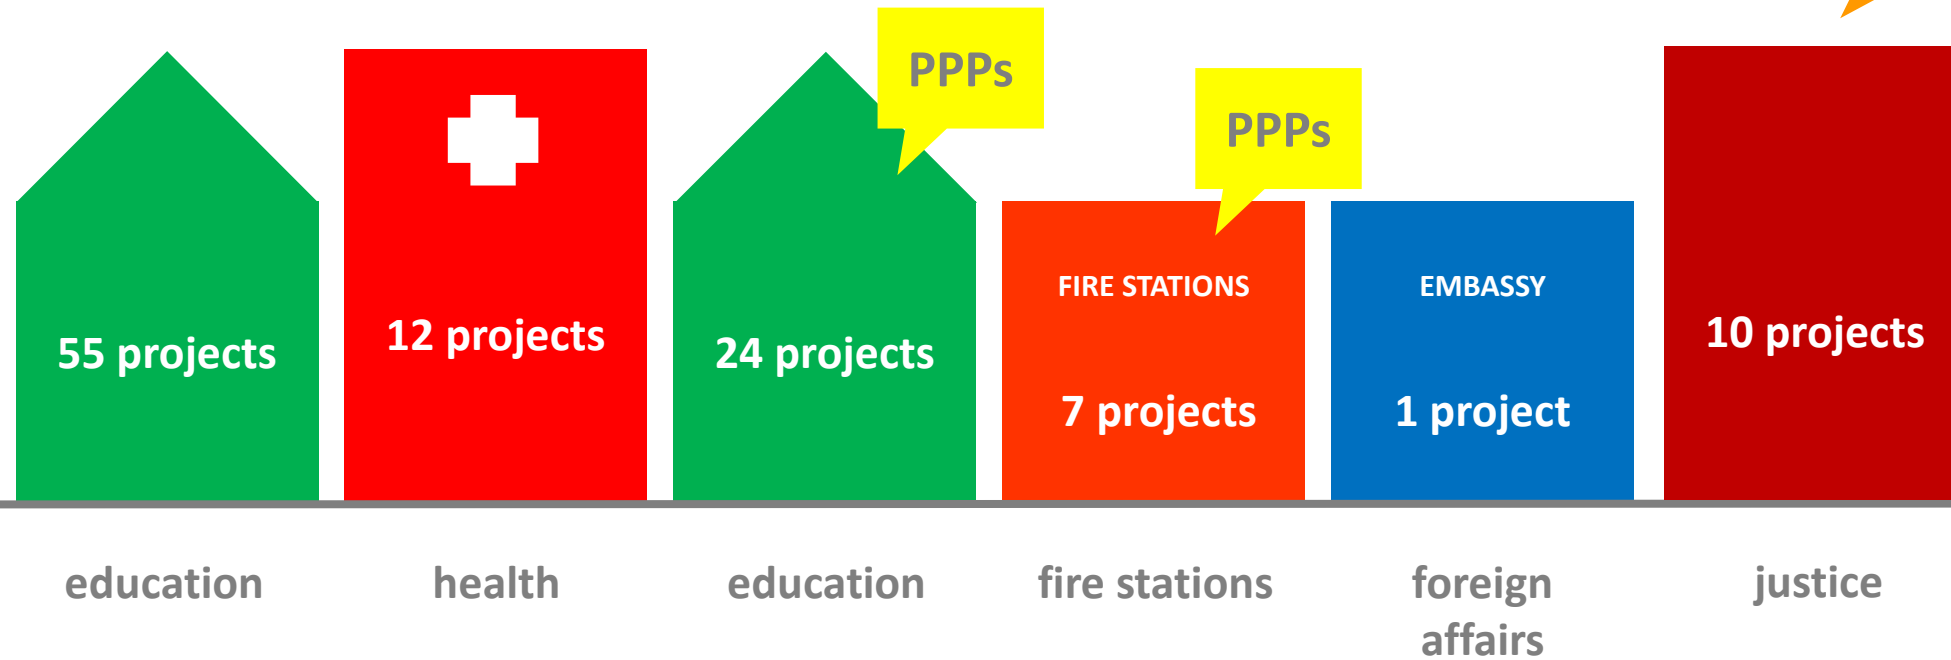 PPPs
PPPs
FIRE STATIONS
EMBASSY
55 projects
12 projects
24 projects
7 projects
1 project
10 projects
education
health
education
fire stations
foreign
affairs
justice